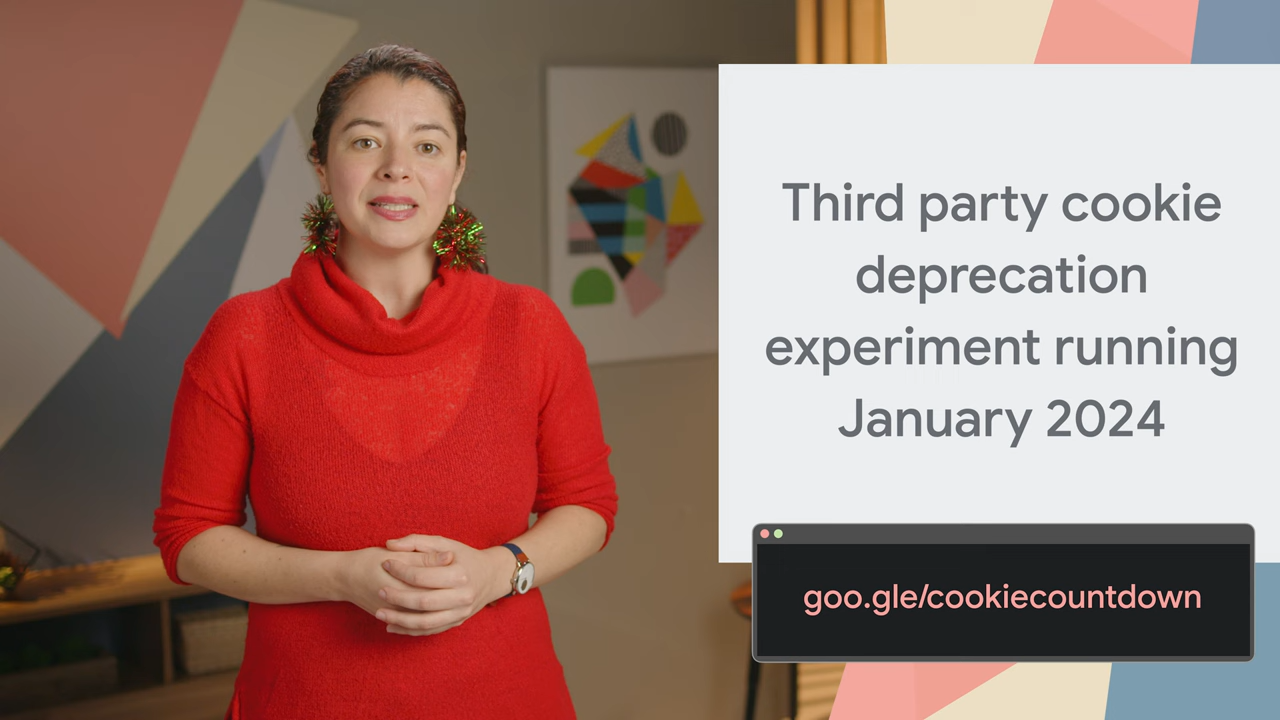 Third party cookie
deprecation
experiment running
January 2024
goo.gle/cookiecountdown